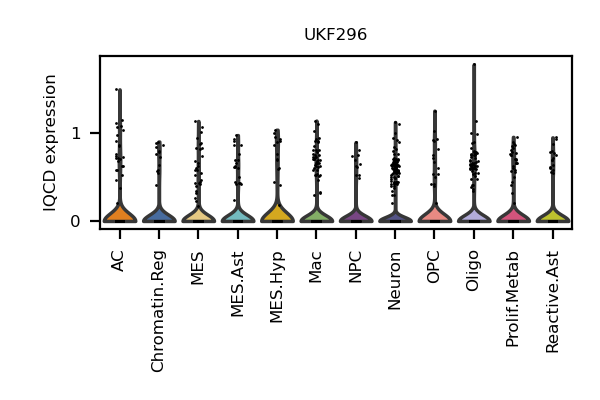 UKF296
IQCD expression
1
0
AC
Chromatin.Reg
MES
MES.Ast
MES.Hyp
Mac
NPC
Neuron
OPC
Oligo
Prolif.Metab
Reactive.Ast